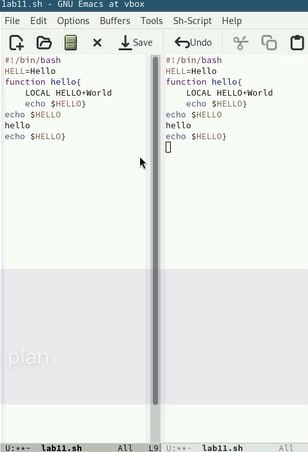 lab11.sh - GNU Emacs at vbox
File Edit Options Buffers Tools Sh-Script Help
Save Undo
#!/bin/bash
HELL=Hello
function hello{
    LOCAL HELLO+World
    echo $HELLO}
echo $HELLO
hello
echo $HELLO}
#!/bin/bash
HELL=Hello
function hello{
    LOCAL HELLO+World
    echo $HELLO}
echo $HELLO
hello
echo $HELLO}
plan
U:**- lab11.sh All L9
U:**- lab11.sh All